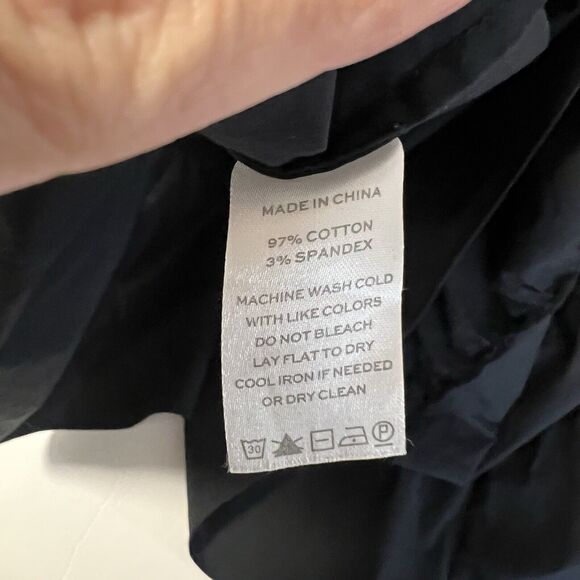 MADE IN CHINA
97% COTTON
3% SPANDEX
MACHINE WASH COLD
WITH LIKE COLORS
DO NOT BLEACH
LAY FLAT TO DRY
COOL IRON IF NEEDED
OR DRY CLEAN
30 P